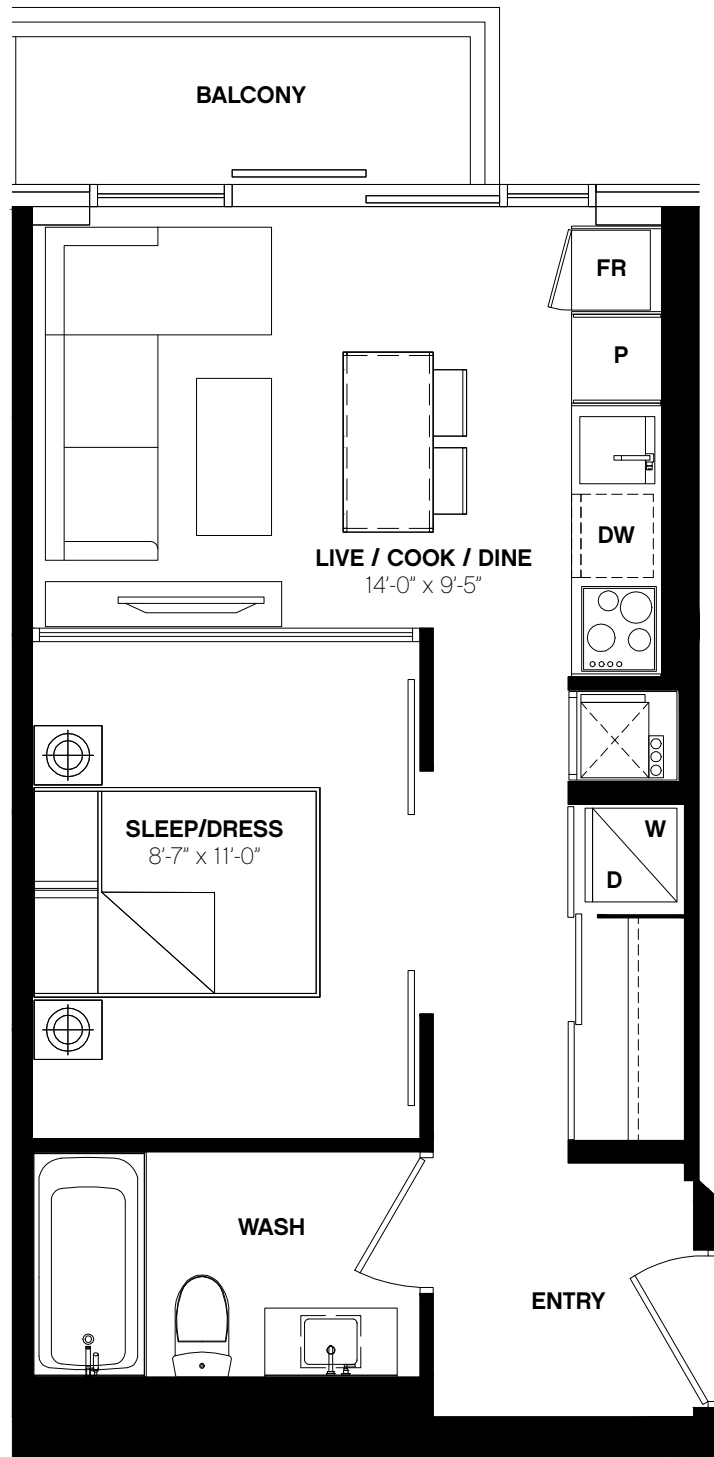 BALCONY
FR
P
DW
LIVE / COOK / DINE
14'-0" x 9'-5"
SLEEP/DRESS
8'-7" x 11'-0"
W
D
WASH
ENTRY